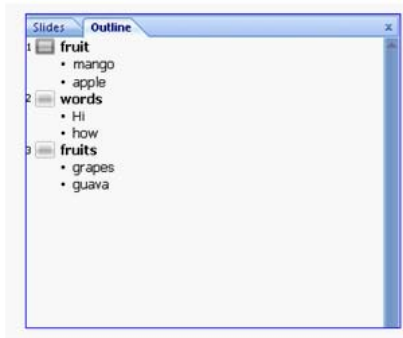 Slides Outline x
1 fruit
• mango
• apple
2 words
• Hi
• how
3 fruits
• grapes
• guava